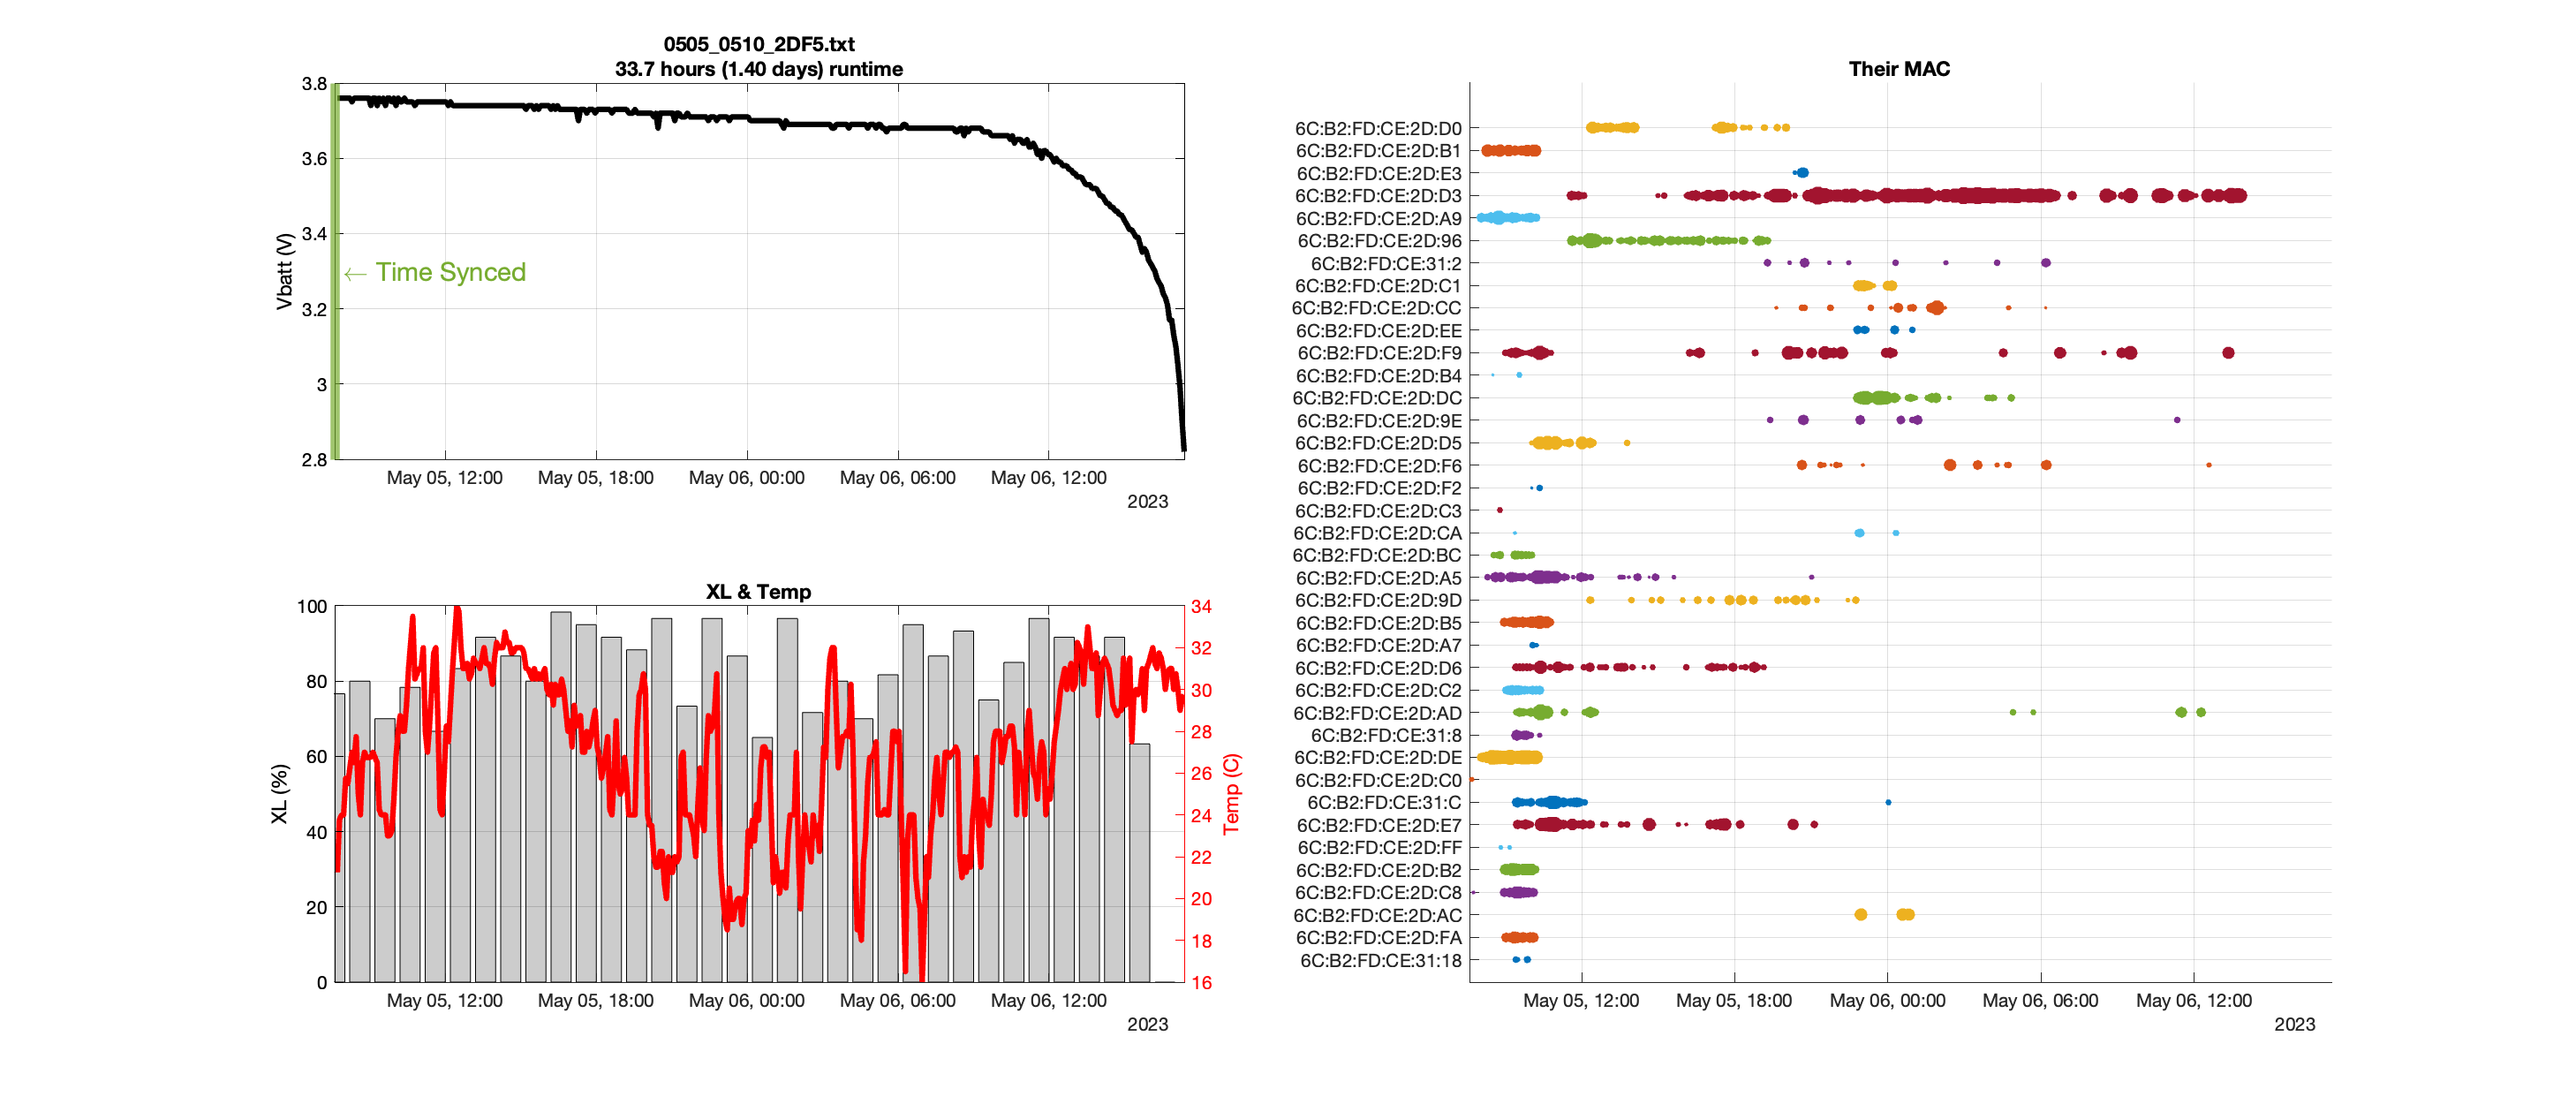 0505_0510_2DF5.txt
33.7 hours (1.40 days) runtime
3.8
3.6
3.4
3.2
3
2.8
Vbatt (V)
← Time Synced
May 05, 12:00
May 05, 18:00
May 06, 00:00
May 06, 06:00
May 06, 12:00
2023
XL & Temp
100
80
60
40
20
0
XL (%)
34
32
30
28
26
24
22
20
18
16
Temp (C)
May 05, 12:00
May 05, 18:00
May 06, 00:00
May 06, 06:00
May 06, 12:00
2023
Their MAC
6C:B2:FD:CE:2D:D0
6C:B2:FD:CE:2D:B1
6C:B2:FD:CE:2D:E3
6C:B2:FD:CE:2D:D3
6C:B2:FD:CE:2D:A9
6C:B2:FD:CE:2D:96
6C:B2:FD:CE:31:2
6C:B2:FD:CE:2D:C1
6C:B2:FD:CE:2D:CC
6C:B2:FD:CE:2D:EE
6C:B2:FD:CE:2D:F9
6C:B2:FD:CE:2D:B4
6C:B2:FD:CE:2D:DC
6C:B2:FD:CE:2D:9E
6C:B2:FD:CE:2D:D5
6C:B2:FD:CE:2D:F6
6C:B2:FD:CE:2D:F2
6C:B2:FD:CE:2D:C3
6C:B2:FD:CE:2D:CA
6C:B2:FD:CE:2D:BC
6C:B2:FD:CE:2D:A5
6C:B2:FD:CE:2D:9D
6C:B2:FD:CE:2D:B5
6C:B2:FD:CE:2D:A7
6C:B2:FD:CE:2D:D6
6C:B2:FD:CE:2D:C2
6C:B2:FD:CE:2D:AD
6C:B2:FD:CE:31:8
6C:B2:FD:CE:2D:DE
6C:B2:FD:CE:2D:C0
6C:B2:FD:CE:31:C
6C:B2:FD:CE:2D:E7
6C:B2:FD:CE:2D:FF
6C:B2:FD:CE:2D:B2
6C:B2:FD:CE:2D:C8
6C:B2:FD:CE:2D:AC
6C:B2:FD:CE:2D:FA
6C:B2:FD:CE:31:18
May 05, 12:00
May 05, 18:00
May 06, 00:00
May 06, 06:00
May 06, 12:00
2023